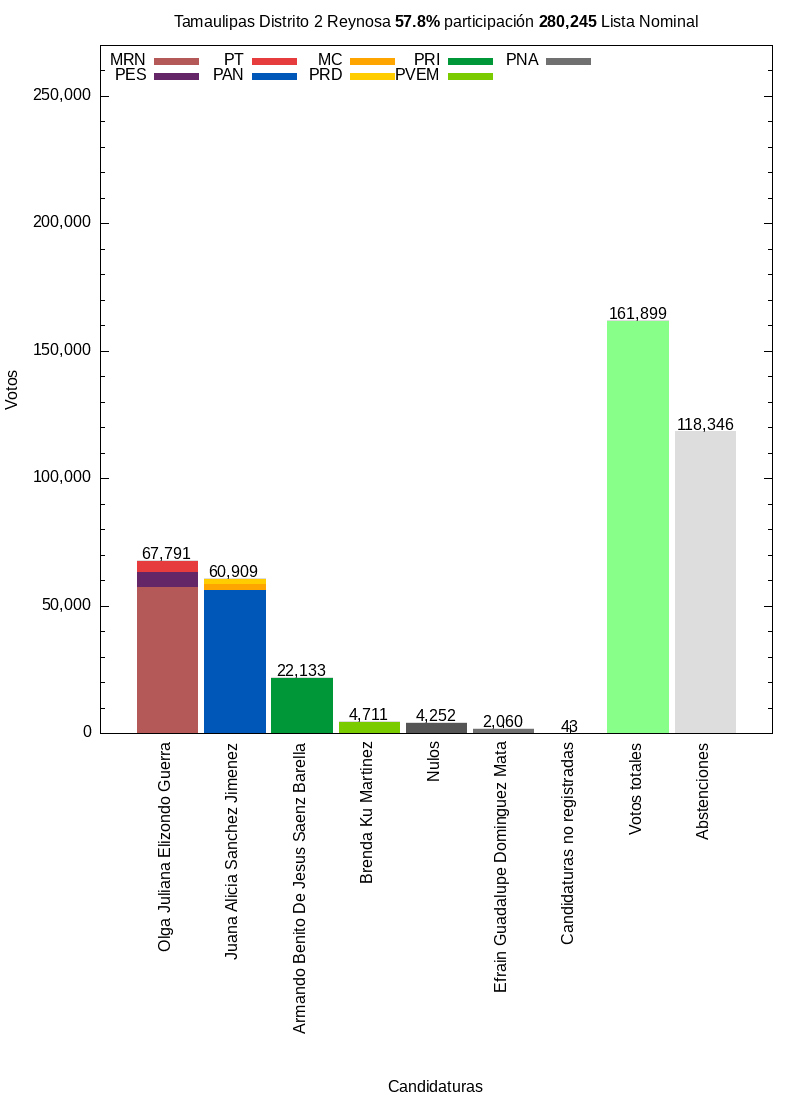 Tamaulipas Distrito 2 Reynosa 57.8% participación 280,245 Lista Nominal
MRN PT MC PRI PNA
PES PAN PRD PVEM
250,000
200,000
150,000
100,000
50,000
0
Votos
67,791
60,909
22,133
4,711
4,252
2,060
43
161,899
118,346
Olga Juliana Elizondo Guerra
Juana Alicia Sanchez Jimenez
Armando Benito De Jesus Saenz Barella
Brenda Ku Martinez
Nulos
Efrain Guadalupe Dominguez Mata
Candidaturas no registradas
Votos totales
Abstenciones
Candidaturas